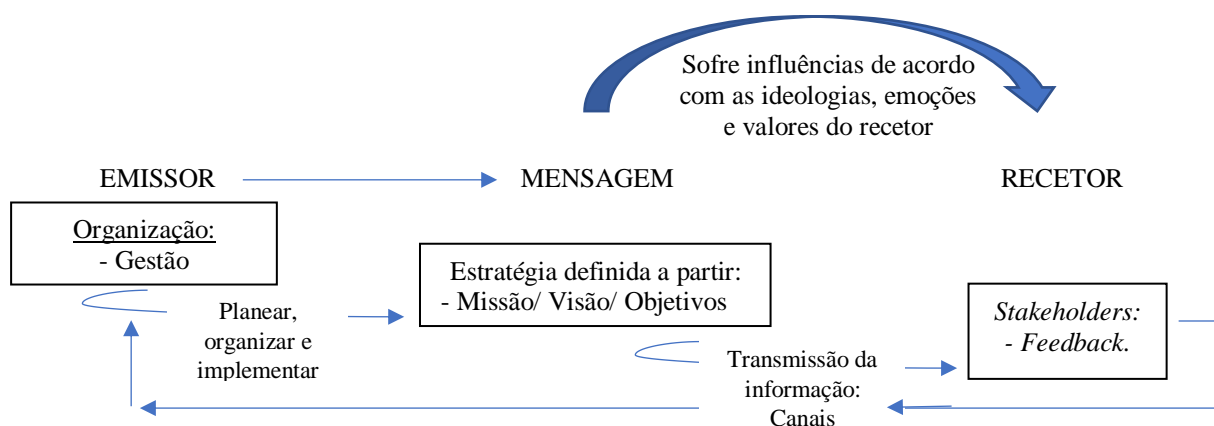 Sofre influências de acordo
com as ideologias, emoções
e valores do recetor
EMISSOR
MENSAGEM
RECETOR
Organização:
- Gestão
Planear,
organizar e
implementar
Estratégia definida a partir:
- Missão/ Visão/ Objetivos
Transmissão da
informação:
Canais
Stakeholders:
- Feedback.